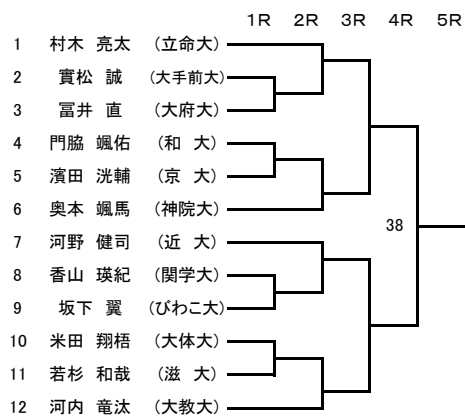 1R 2R 3R 4R 5R
1 村木 亮太 (立命大)
2 實松 誠 (大手前大)
3 冨井 直 (大府大)
4 門脇 颯佑 (和 大)
5 濱田 洸輔 (京 大)
6 奥本 颯馬 (神院大)
7 河野 健司 (近 大)
38
8 香山 瑛紀 (関学大)
9 坂下 翼 (びわこ大)
10 米田 翔梧 (大体大)
11 若杉 和哉 (滋 大)
12 河内 竜汰 (大教大)